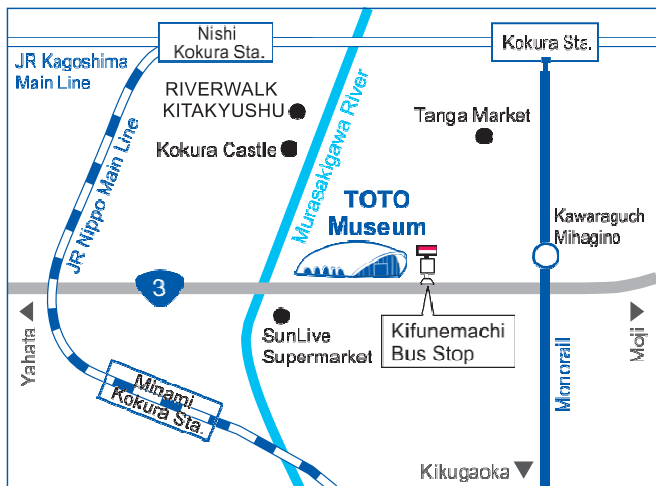 Nishi
Kokura Sta.
Kokura Sta.
JR Kagoshima
Main Line
RIVERWALK
KITAKYUSHU
Tanga Market
Kokura Castle
Murasakigawa River
JR Nippo Main Line
TOTO
Museum
Kawaraguch
Mihagino
3
Yahata
SunLive
Supermarket
Kifunemachi
Bus Stop
Moji
Monorail
Minami
Kokura Sta.
Kikugaoka